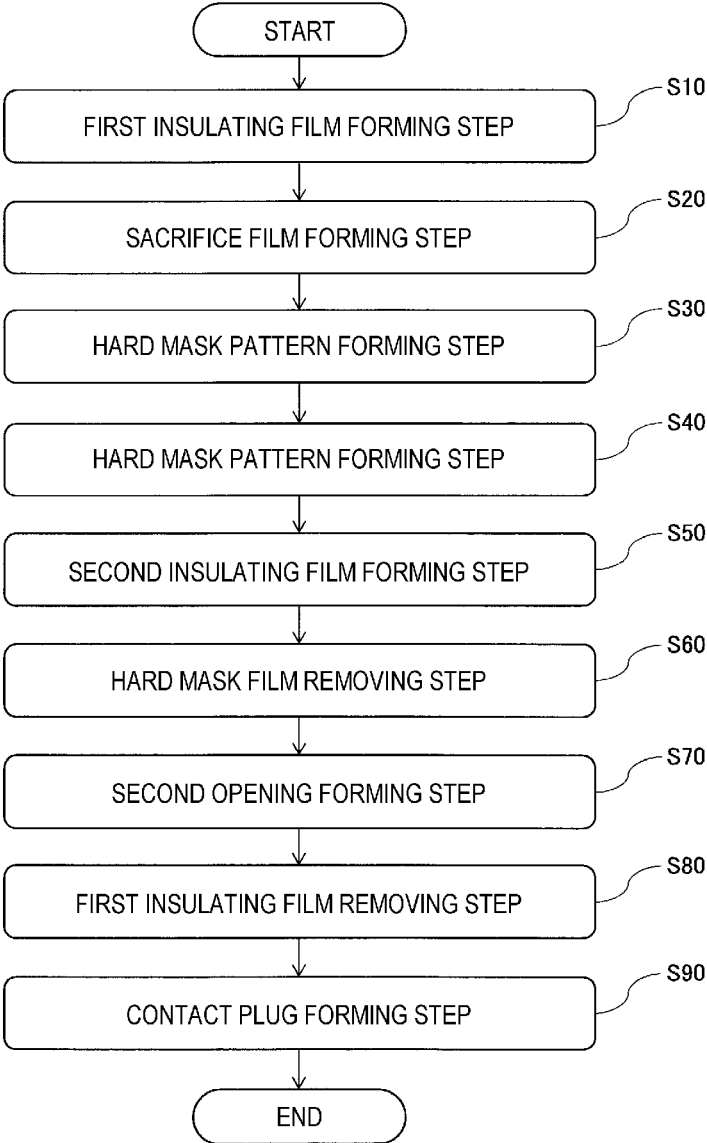 START
S10
FIRST INSULATING FILM FORMING STEP
S20
SACRIFICE FILM FORMING STEP
S30
HARD MASK PATTERN FORMING STEP
S40
HARD MASK PATTERN FORMING STEP
S50
SECOND INSULATING FILM FORMING STEP
S60
HARD MASK FILM REMOVING STEP
S70
SECOND OPENING FORMING STEP
S80
FIRST INSULATING FILM REMOVING STEP
S90
CONTACT PLUG FORMING STEP
END